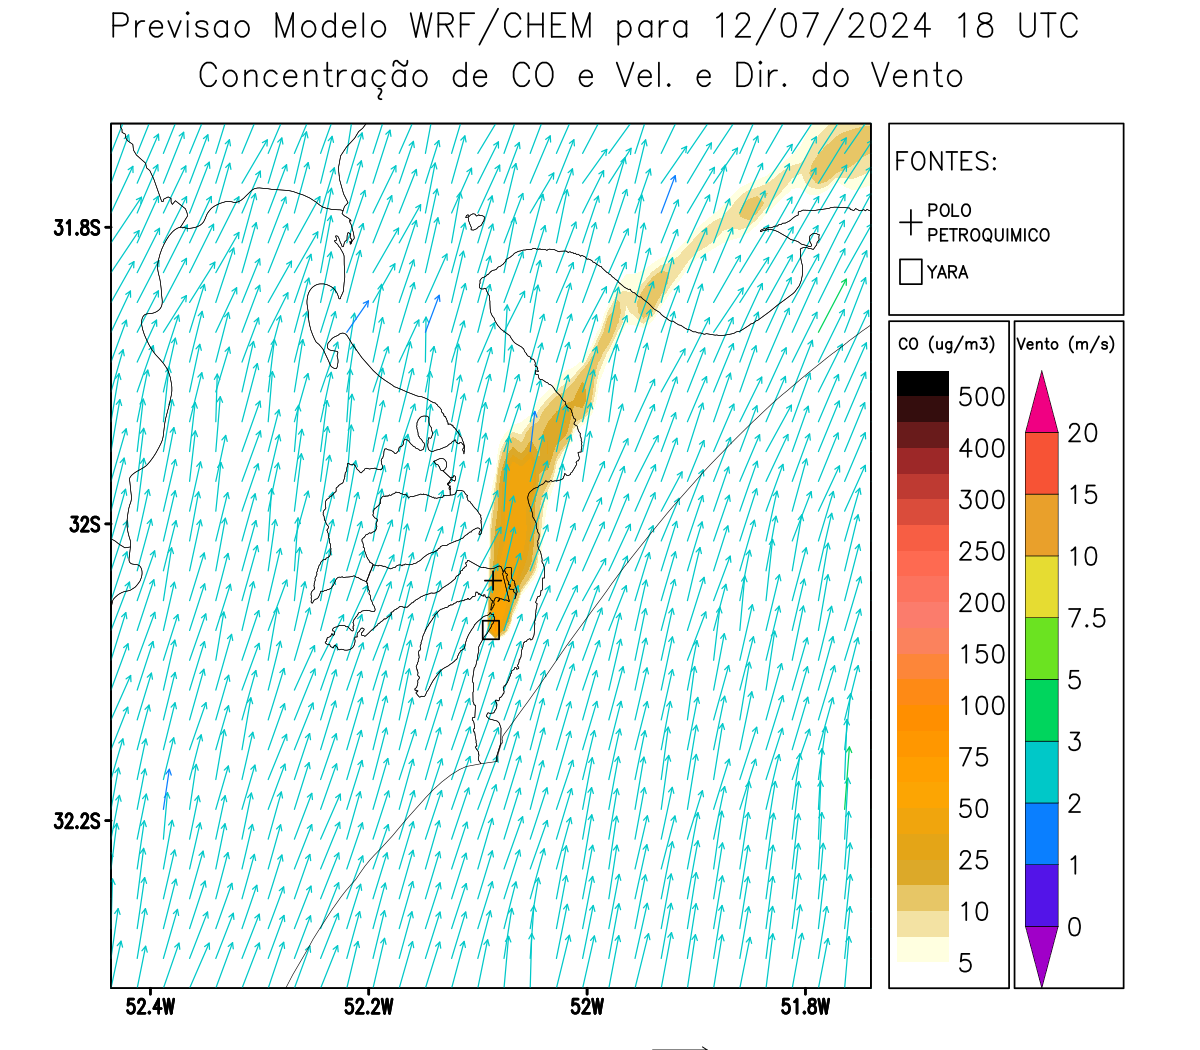 Previsao Modelo WRF/CHEM para 12/07/2024 18 UTC
Concentração de CO e Vel. e Dir. do Vento
FONTES:
POLO
PETROQUIMICO
YARA
31.8S
32S
32.2S
52.4W 52.2W 52W 51.8W
CO (ug/m3)
500
400
300
250
200
150
100
75
50
25
10
5
Vento (m/s)
20
15
10
7.5
5
3
2
1
0